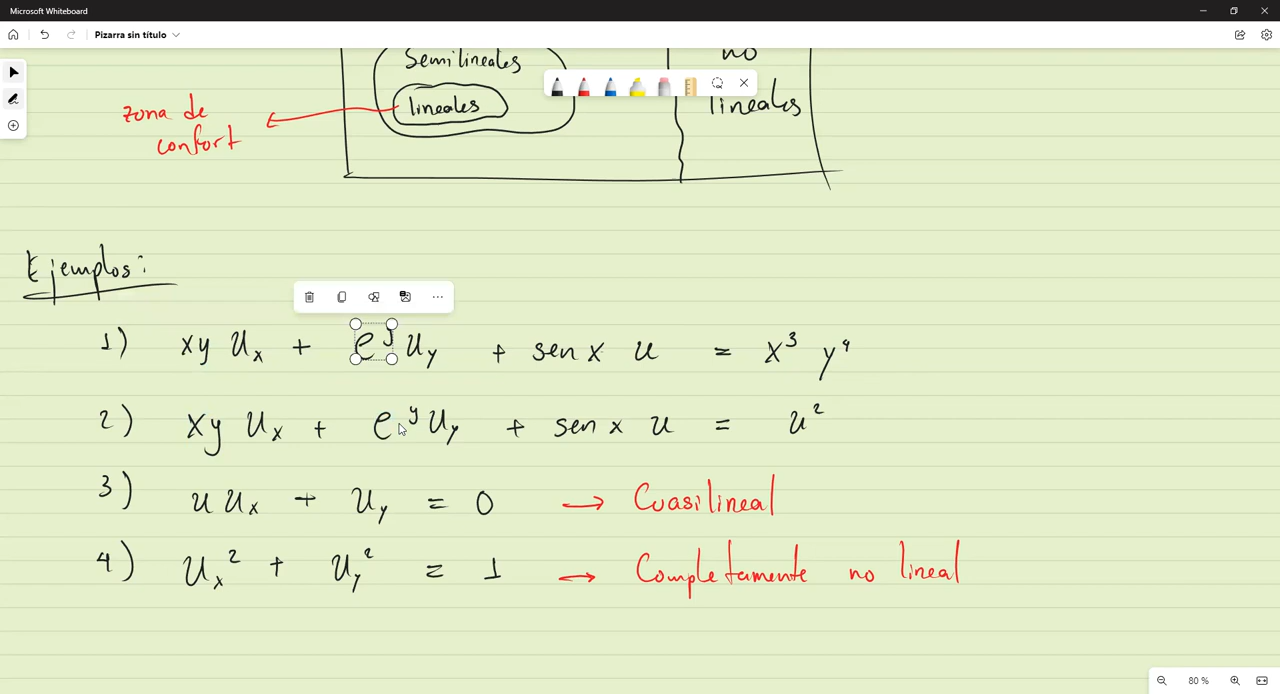 Microsoft Whiteboard
Pizarra sin título
Semilineales
no
lineales
lineales
zona de
confort
Ejemplos:
1) xy u_x + e^y u_y + sen x u = x^3 y^4
2) xy u_x + e^y u_y + sen x u = u^2
3) u u_x + u_y = 0 → Cuasilineal
4) u_x^2 + u_y^2 = 1 → Completamente no lineal
80 %